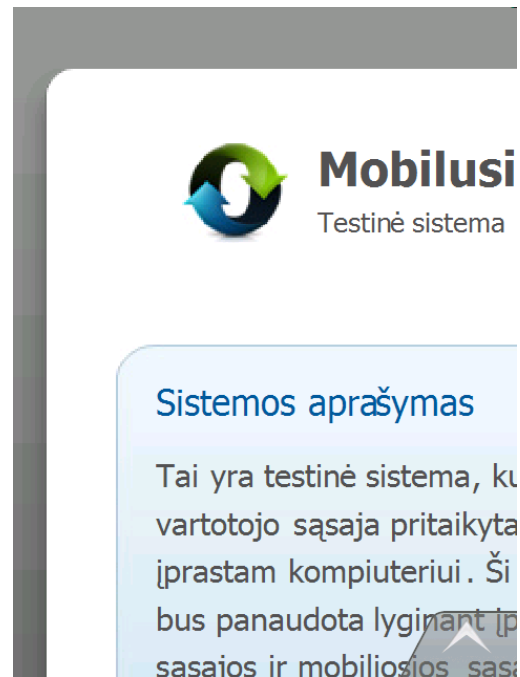 Mobilusi
Testinė sistema
Sistemos aprašymas
Tai yra testinė sistema, ku
vartotojo sąsaja pritaikyta
įprastam kompiuteriui. Ši
bus panaudota lyginant įp
sąsajos ir mobiliosios sąsa